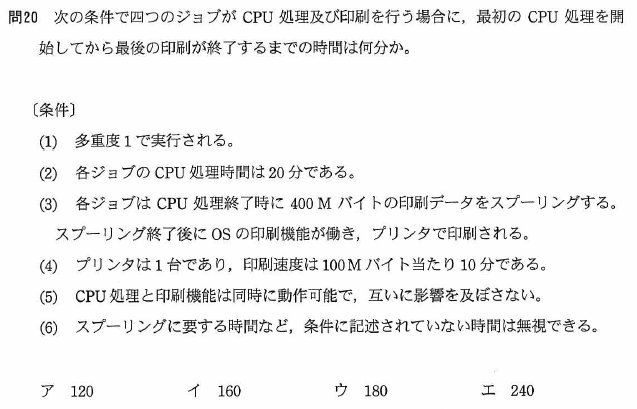 問20 次の条件で四つのジョブが CPU 処理及び印刷を行う場合に，最初の CPU 処理を開
始してから最後の印刷が終了するまでの時間は何分か。
〔条件〕
(1) 多重度1で実行される。
(2) 各ジョブの CPU 処理時間は20分である。
(3) 各ジョブは CPU 処理終了時に 400 M バイトの印刷データをスプーリングする。
スプーリング終了後に OS の印刷機能が働き，プリンタで印刷される。
(4) プリンタは1台であり，印刷速度は100 M バイト当たり 10 分である。
(5) CPU 処理と印刷機能は同時に動作可能で，互いに影響を及ぼさない。
(6) スプーリングに要する時間など，条件に記述されていない時間は無視できる。
ア 120 イ 160 ウ 180 エ 240